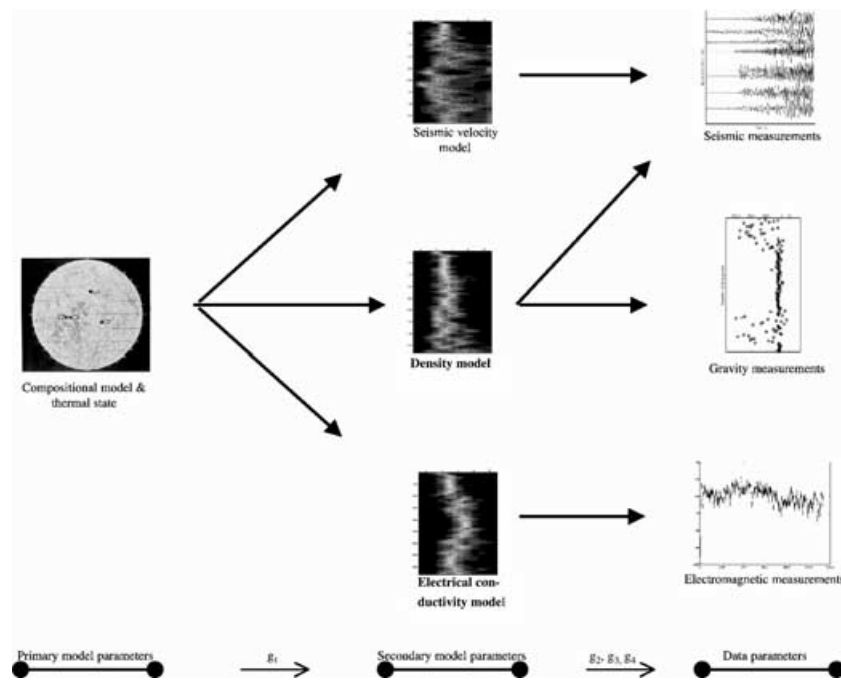 Seismic velocity
model
Seismic measurements
Compositional model &
thermal state
Density model
Gravity measurements
Electrical con-
ductivity model
Electromagnetic measurements
Primary model parameters
g₁
Secondary model parameters
g₂, g₃, g₄
Data parameters